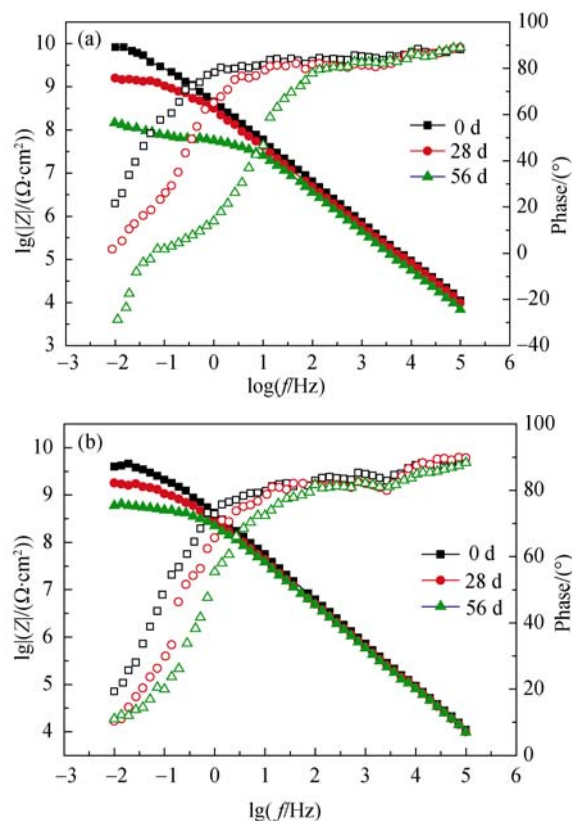 (a)
10
9
8
7
6
5
4
3
lg(|Z|/(Ω·cm²))
100
80
60
40
20
0
−20
−40
Phase/(°)
0 d
28 d
56 d
−3 −2 −1 0 1 2 3 4 5 6
log(f/Hz)
(b)
10
9
8
7
6
5
4
lg|(Z|/(Ω·cm²))
100
80
60
40
20
0
Phase/(°)
0 d
28 d
56 d
−3 −2 −1 0 1 2 3 4 5 6
lg(f/Hz)